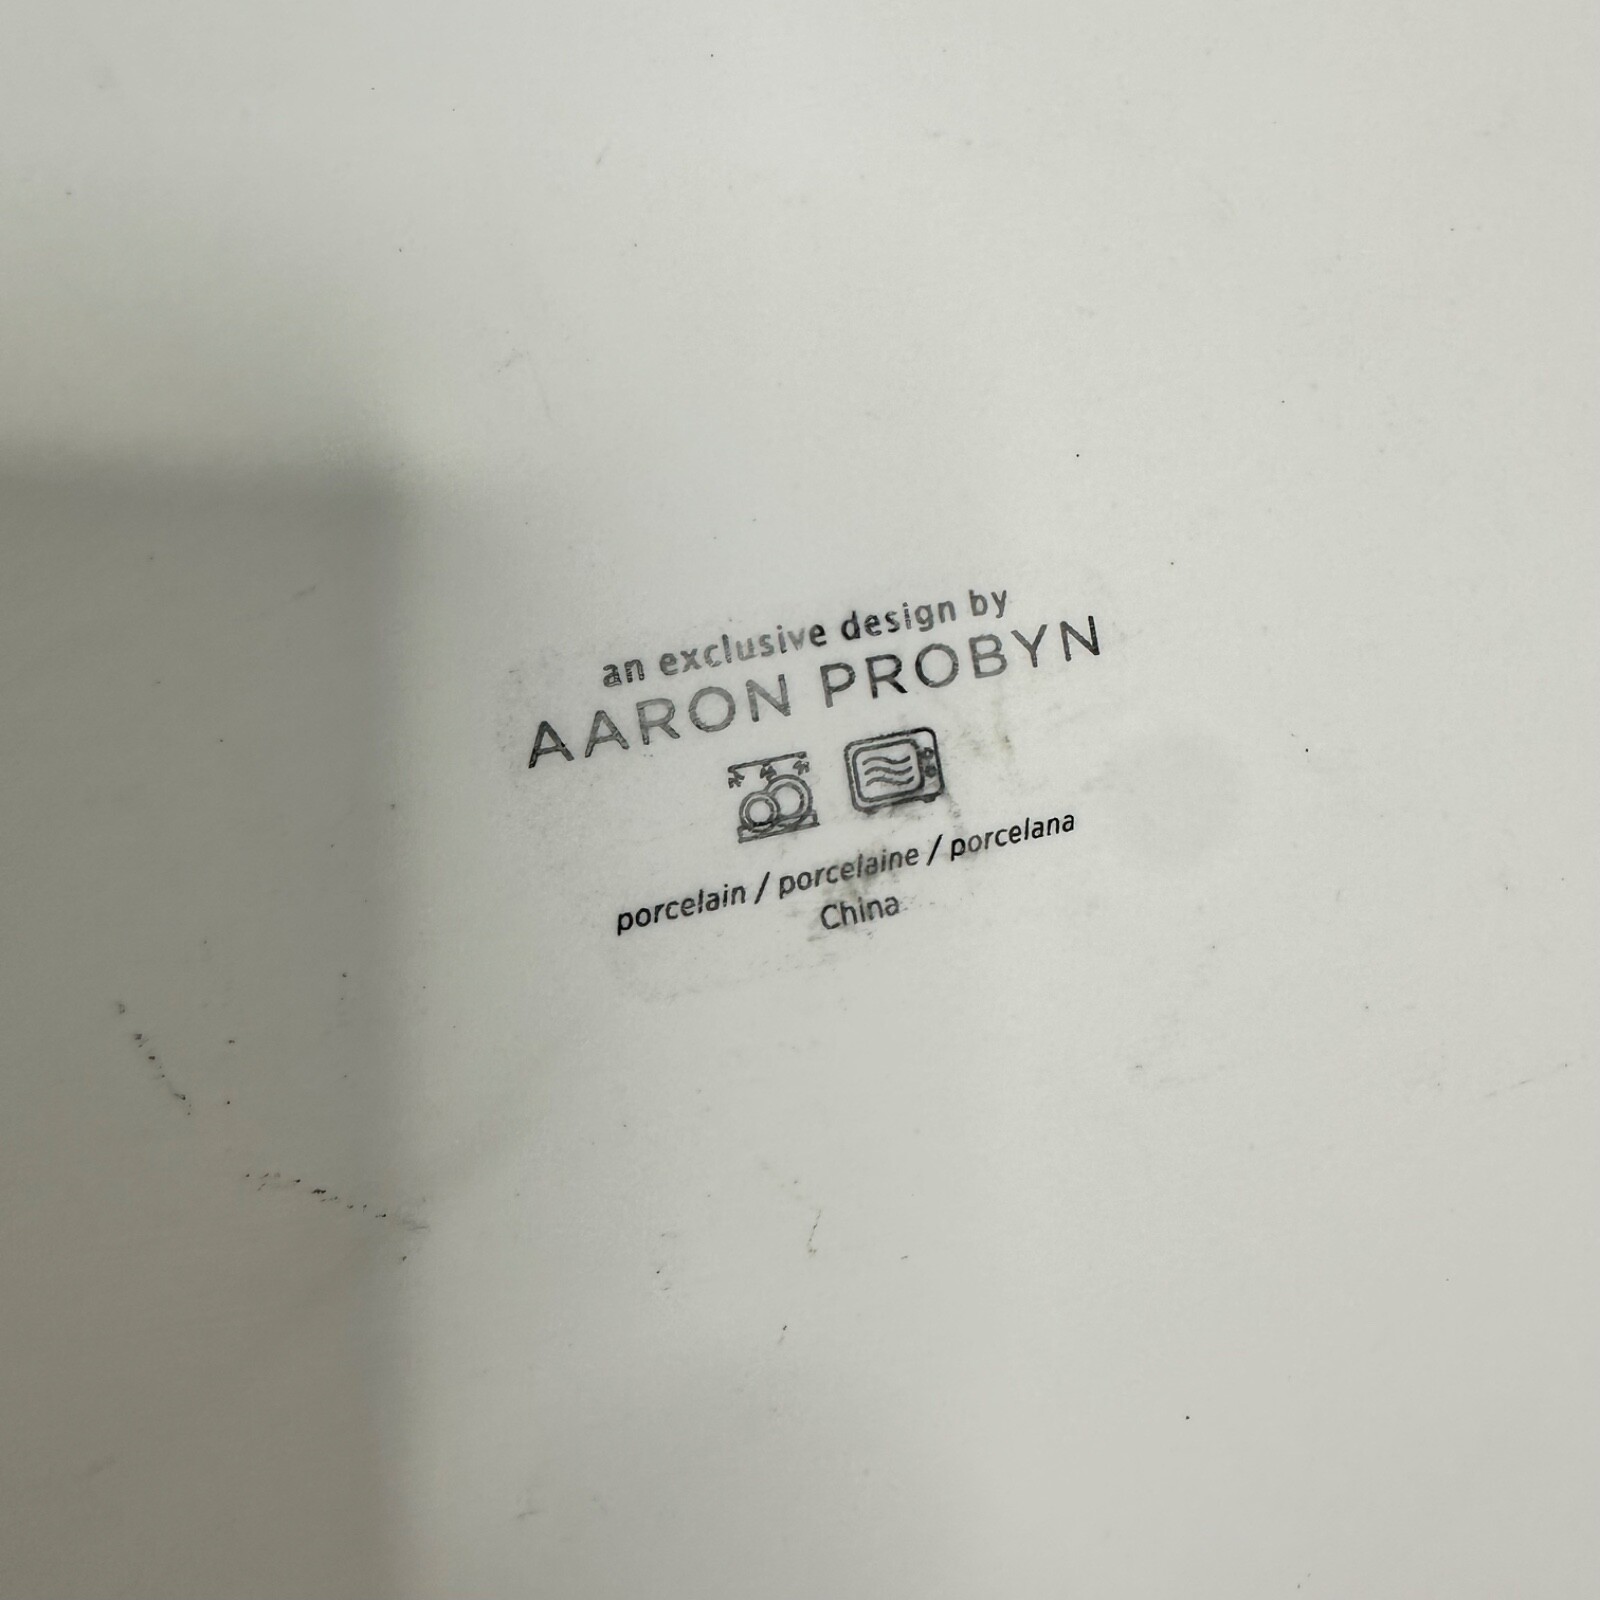 an exclusive design by
AARON PROBYN
porcelain / porcelaine / porcelana
China